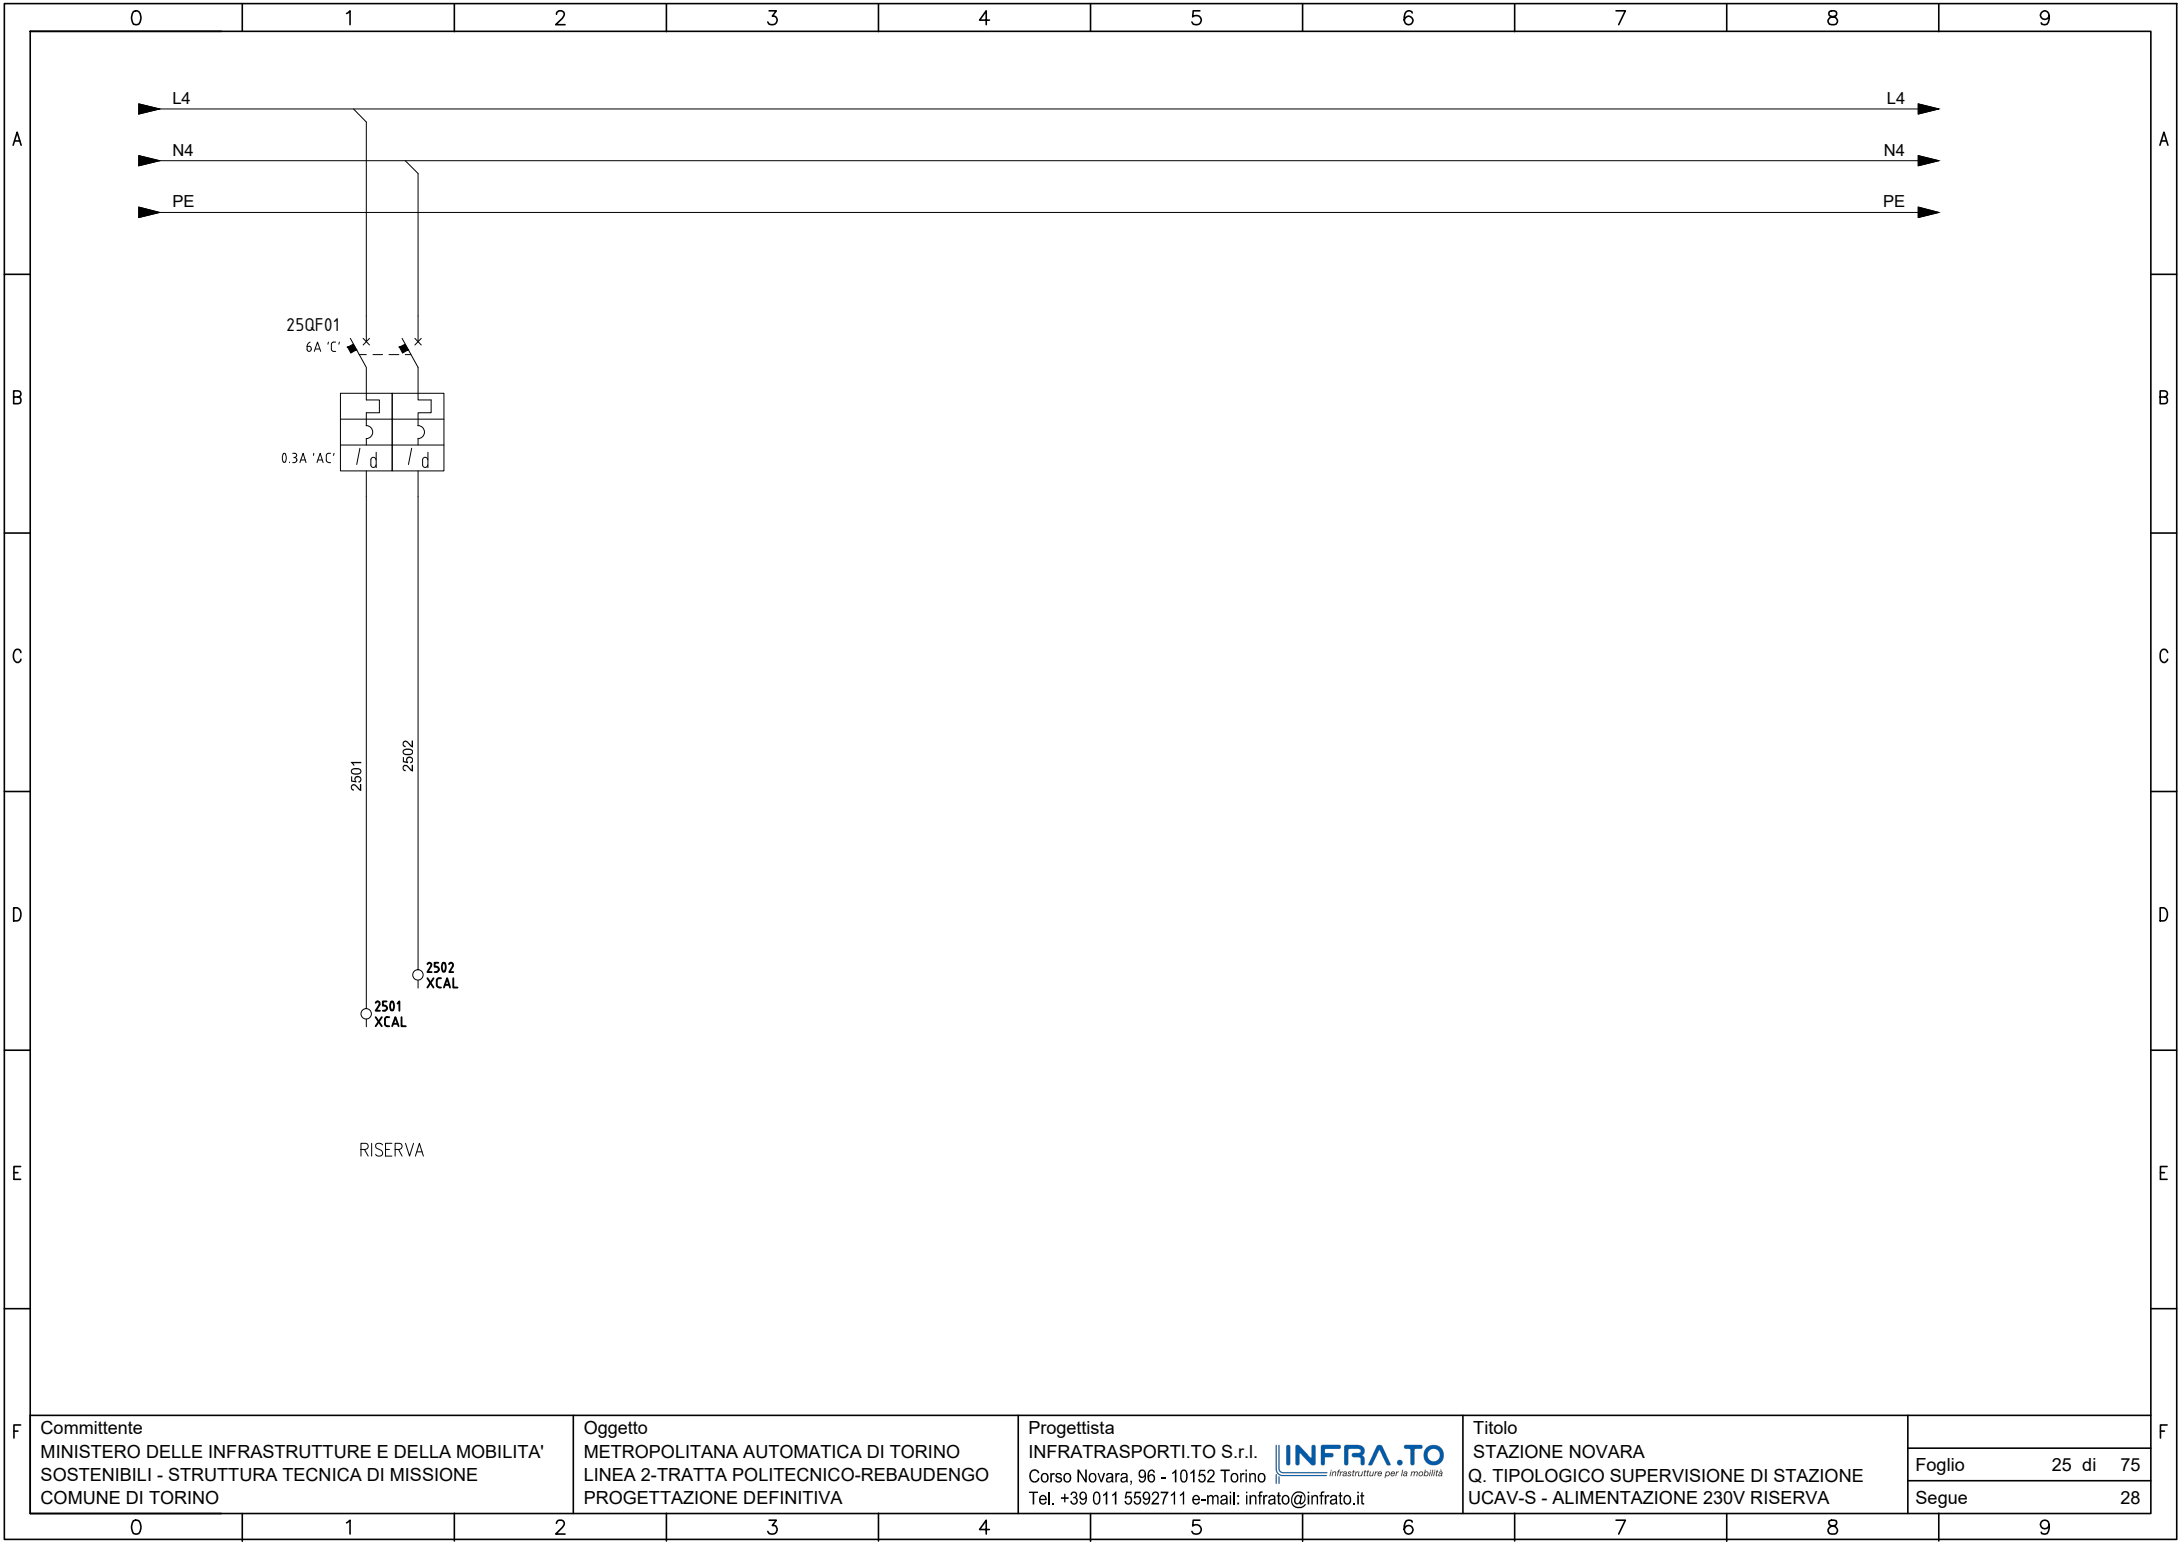 0 1 2 3 4 5 6 7 8 9
L4 L4
A A
N4 N4
PE PE
25QF01
6A 'C'
B B
0.3A 'AC' / d / d
C C
2502
2501
D D
2502
XCAL
2501
XCAL
RISERVA
E E
F F
Committente
MINISTERO DELLE INFRASTRUTTURE E DELLA MOBILITA'
SOSTENIBILI - STRUTTURA TECNICA DI MISSIONE
COMUNE DI TORINO
Oggetto
METROPOLITANA AUTOMATICA DI TORINO
LINEA 2-TRATTA POLITECNICO-REBAUDENGO
PROGETTAZIONE DEFINITIVA
Progettista
INFRATRASPORTI.TO S.r.l.
Corso Novara, 96 - 10152 Torino
Tel. +39 011 5592711 e-mail: infrato@infrato.it
INFRA.TO
infrastrutture per la mobilità
Titolo
STAZIONE NOVARA
Q. TIPOLOGICO SUPERVISIONE DI STAZIONE
UCAV-S - ALIMENTAZIONE 230V RISERVA
Foglio 25 di 75
Segue 28
0 1 2 3 4 5 6 7 8 9